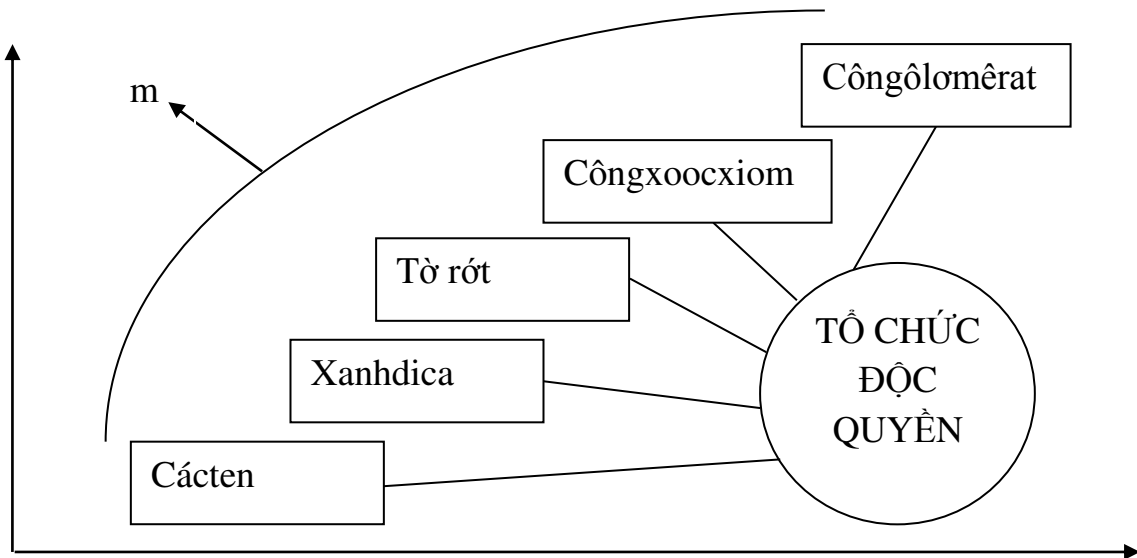 Côngôlơmêrat
m
Côngxoocxiom
Tờ rớt
TỔ CHỨC
ĐỘC
QUYỀN
Xanhdica
Cácten